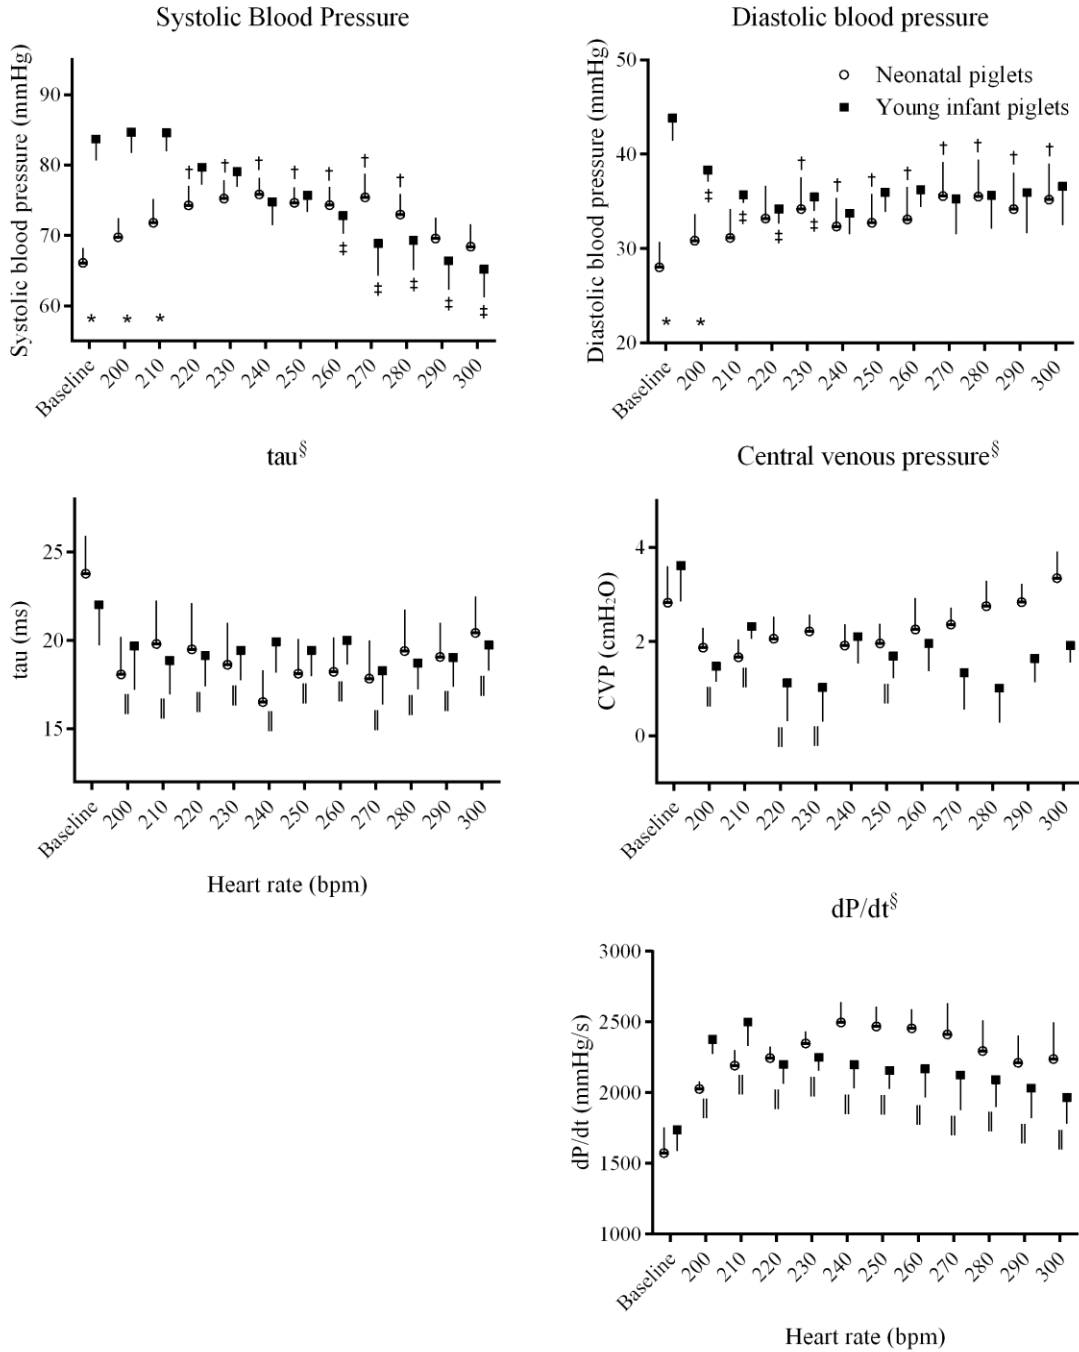 Systolic Blood Pressure
Systolic blood pressure (mmHg)
90
80
70
60
† † † † † † †
‡ ‡ ‡ ‡ ‡
* * *
Baseline 200 210 220 230 240 250 260 270 280 290 300
Diastolic blood pressure
Diastolic blood pressure (mmHg)
50
40
30
20
Neonatal piglets
Young infant piglets
† † † † † † † †
‡ ‡ ‡ ‡
* *
Baseline 200 210 220 230 240 250 260 270 280 290 300
tau§
tau (ms)
25
20
15
|| || || || || || || || || || ||
Baseline 200 210 220 230 240 250 260 270 280 290 300
Heart rate (bpm)
Central venous pressure§
CVP (cmH₂O)
4
2
0
|| || || || ||
Baseline 200 210 220 230 240 250 260 270 280 290 300
dP/dt§
dP/dt (mmHg/s)
3000
2500
2000
1500
1000
|| || || || || || || || || || ||
Baseline 200 210 220 230 240 250 260 270 280 290 300
Heart rate (bpm)